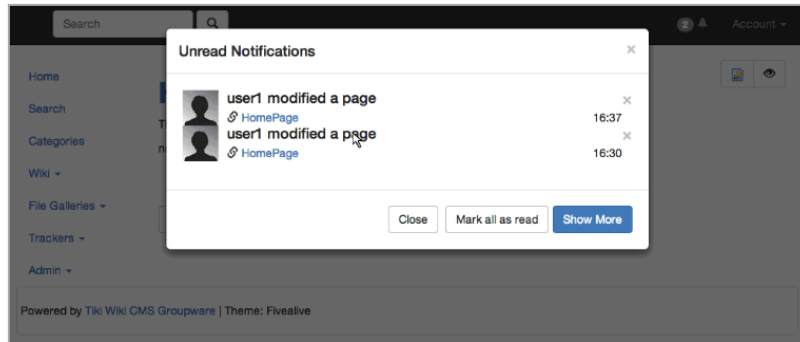 Search
2
Account
Unread Notifications
×
Home
user1 modified a page
×
Search
HomePage
16:37
user1 modified a page
×
Categories
HomePage
16:30
Wiki
File Galleries
Close
Mark all as read
Show More
Trackers
Admin
Powered by Tiki Wiki CMS Groupware | Theme: Fivealive